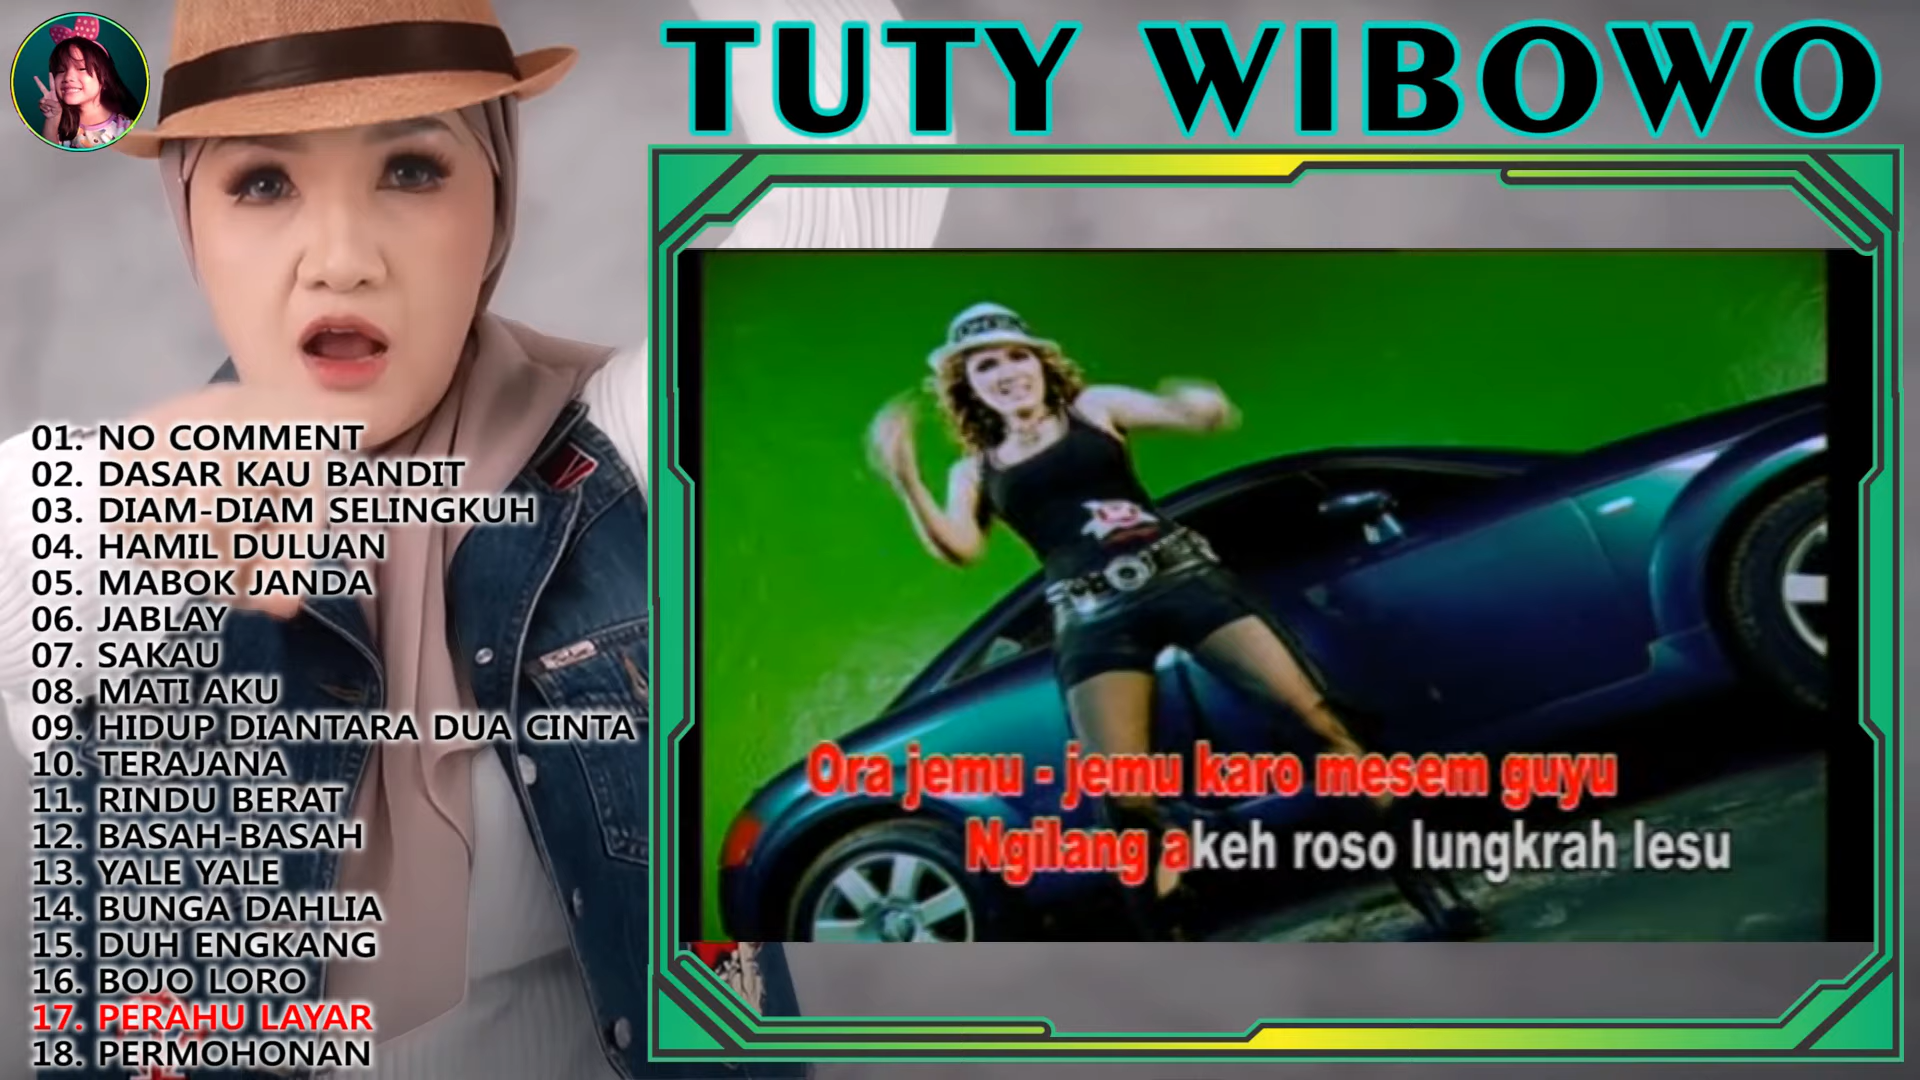 TUTY WIBOWO
01. NO COMMENT
02. DASAR KAU BANDIT
03. DIAM-DIAM SELINGKUH
04. HAMIL DULUAN
05. MABOK JANDA
06. JABLAY
07. SAKAU
08. MATI AKU
09. HIDUP DIANTARA DUA CINTA
10. TERAJANA
11. RINDU BERAT
12. BASAH-BASAH
13. YALE YALE
14. BUNGA DAHLIA
15. DUH ENGKANG
16. BOJO LORO
17. PERAHU LAYAR
18. PERMOHONAN
Ora jemu - jemu karo mesem guyu
Ngilang akeh roso lungkrah lesu